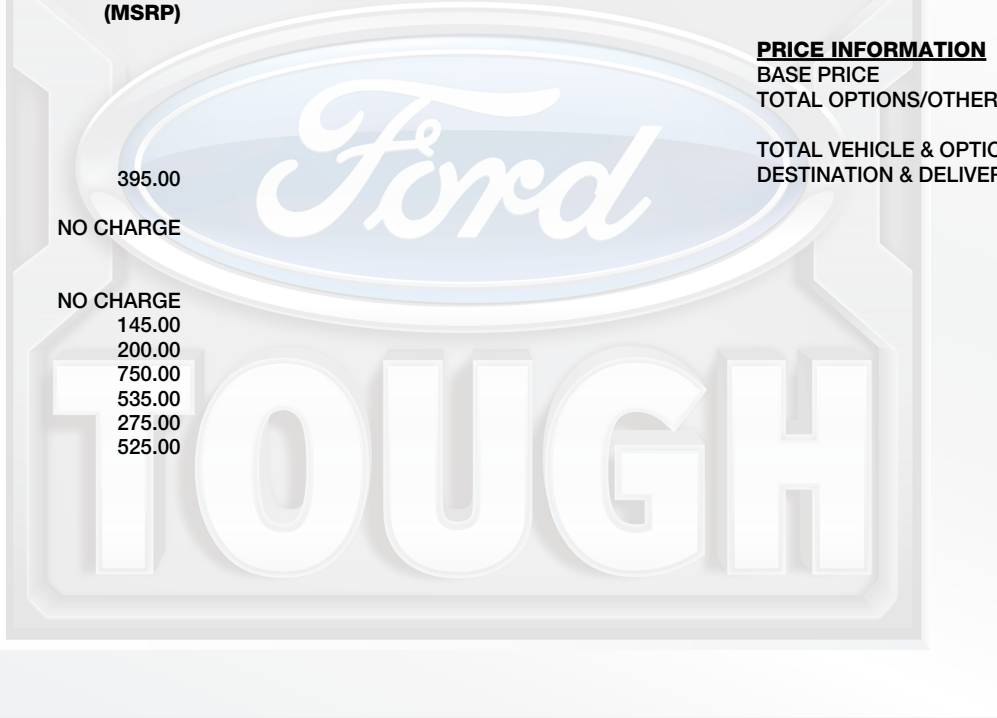 (MSRP)
395.00
NO CHARGE
NO CHARGE
145.00
200.00
750.00
535.00
275.00
525.00
PRICE INFORMATION
BASE PRICE
TOTAL OPTIONS/OTHER
TOTAL VEHICLE & OPTIO
DESTINATION & DELIVER
Ford
TOUGH